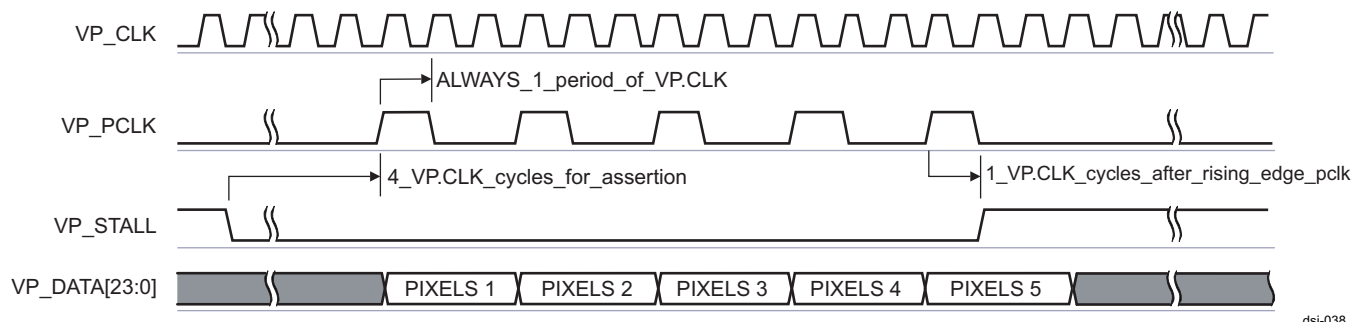 VP_CLK
ALWAYS_1_period_of_VP.CLK
VP_PCLK
4_VP.CLK_cycles_for_assertion
1_VP.CLK_cycles_after_rising_edge_pclk
VP_STALL
VP_DATA[23:0] PIXELS 1 PIXELS 2 PIXELS 3 PIXELS 4 PIXELS 5
dsi-038